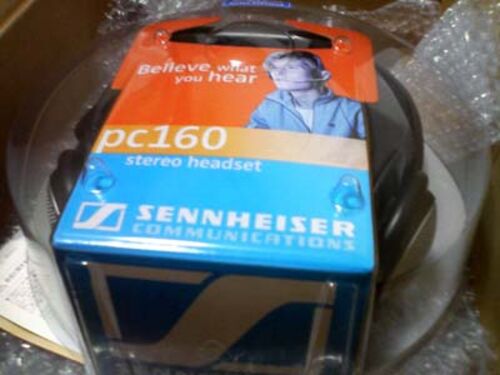 Believe what
you hear
pc160
stereo headset
SENNHEISER
COMMUNICATIONS